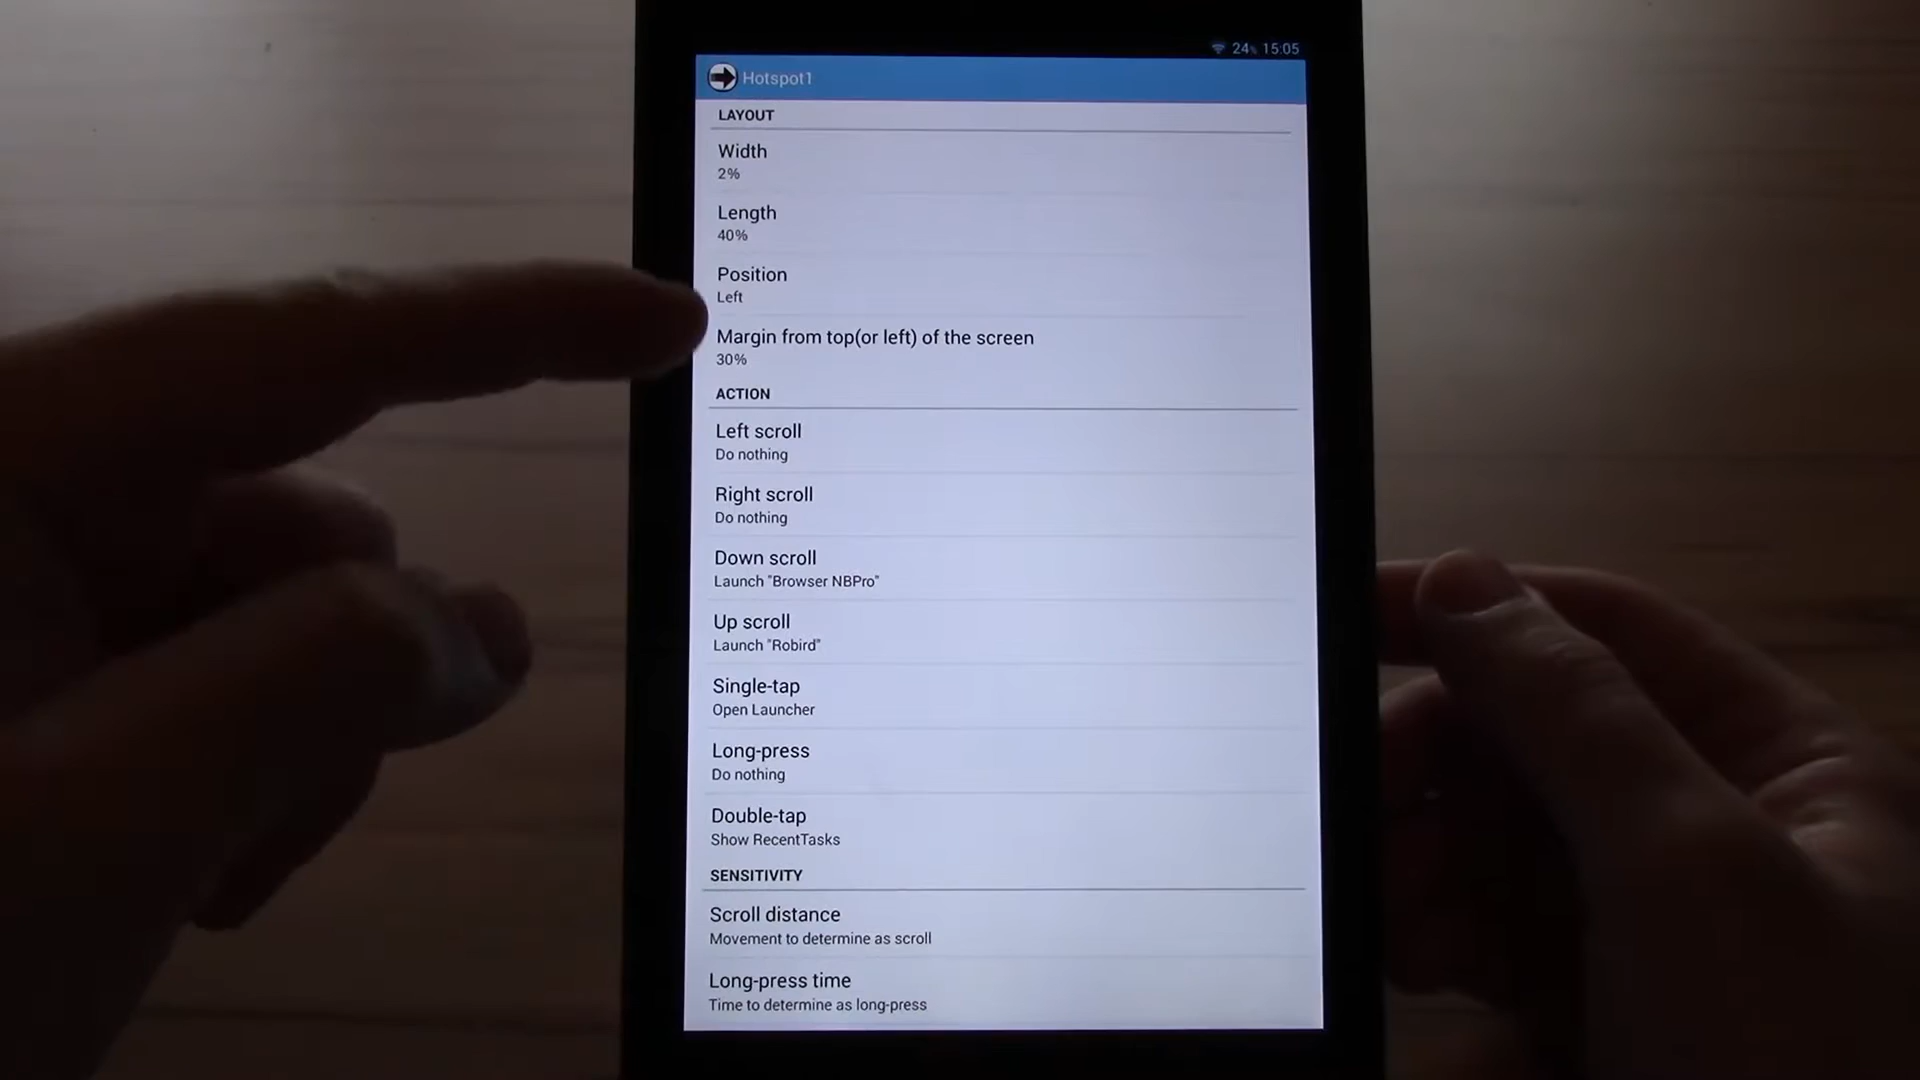 24% 15:05
Hotspot1
LAYOUT
Width
2%
Length
40%
Position
Left
Margin from top(or left) of the screen
30%
ACTION
Left scroll
Do nothing
Right scroll
Do nothing
Down scroll
Launch "Browser NBPro"
Up scroll
Launch "Robird"
Single-tap
Open Launcher
Long-press
Do nothing
Double-tap
Show RecentTasks
SENSITIVITY
Scroll distance
Movement to determine as scroll
Long-press time
Time to determine as long-press